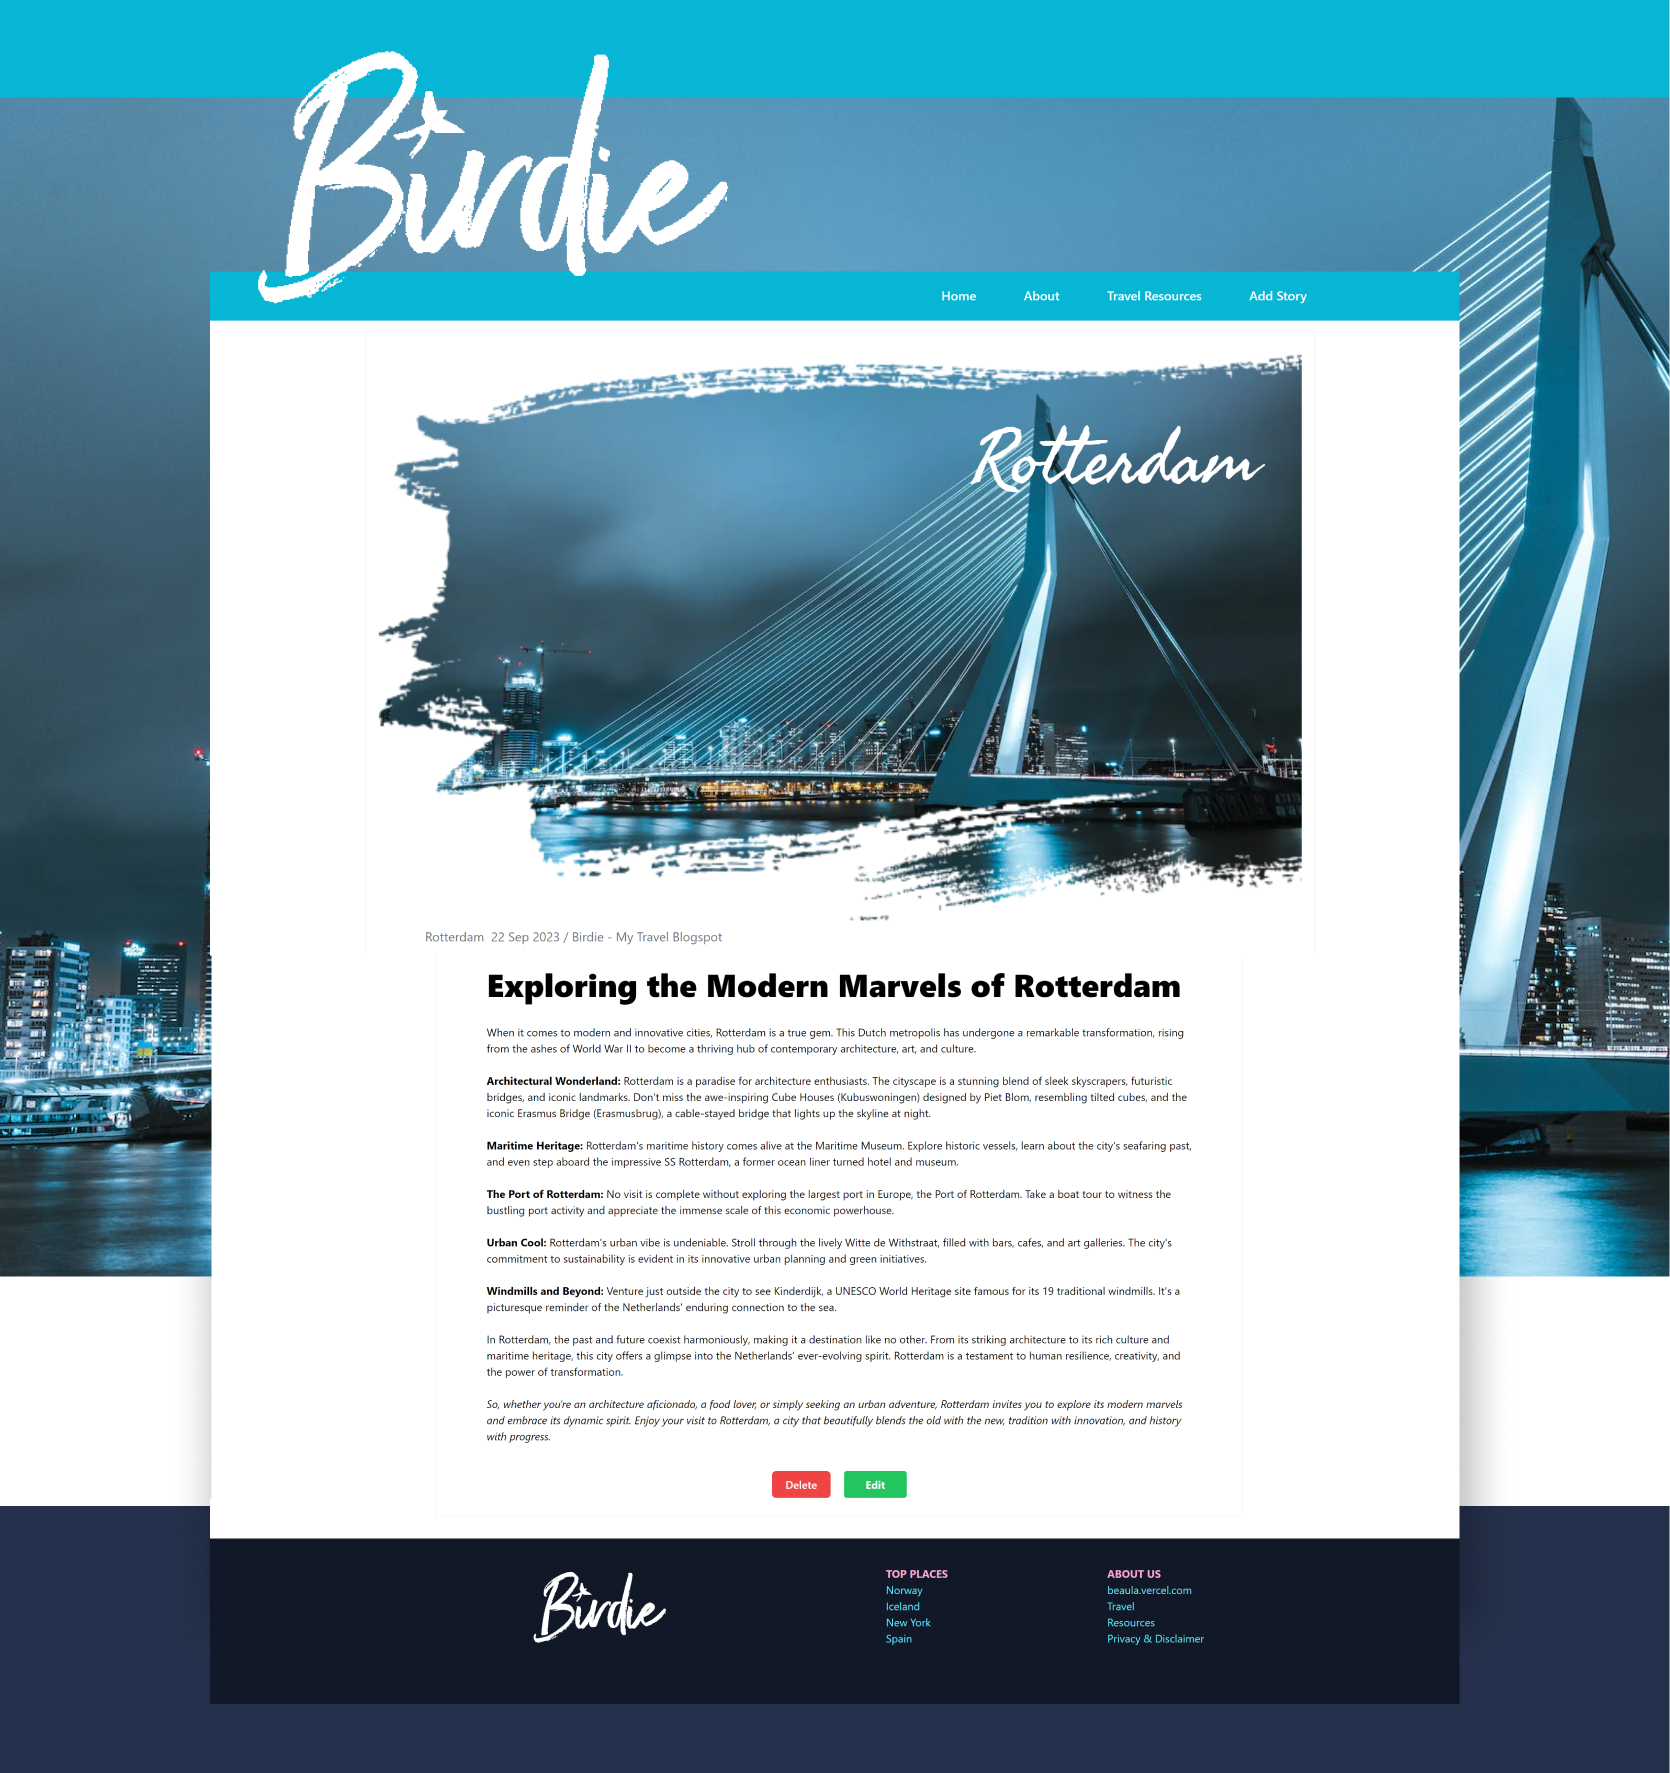 Birdie
Home About Travel Resources Add Story
Rotterdam
Rotterdam 22 Sep 2023 / Birdie - My Travel Blogspot
Exploring the Modern Marvels of Rotterdam
When it comes to modern and innovative cities, Rotterdam is a true gem. This Dutch metropolis has undergone a remarkable transformation, rising
from the ashes of World War II to become a thriving hub of contemporary architecture, art, and culture.
Architectural Wonderland: Rotterdam is a paradise for architecture enthusiasts. The cityscape is a stunning blend of sleek skyscrapers, futuristic
bridges, and iconic landmarks. Don't miss the awe-inspiring Cube Houses (Kubuswoningen) designed by Piet Blom, resembling tilted cubes, and the
iconic Erasmus Bridge (Erasmusbrug), a cable-stayed bridge that lights up the skyline at night.
Maritime Heritage: Rotterdam's maritime history comes alive at the Maritime Museum. Explore historic vessels, learn about the city's seafaring past,
and even step aboard the impressive SS Rotterdam, a former ocean liner turned hotel and museum.
The Port of Rotterdam: No visit is complete without exploring the largest port in Europe, the Port of Rotterdam. Take a boat tour to witness the
bustling port activity and appreciate the immense scale of this economic powerhouse.
Urban Cool: Rotterdam's urban vibe is undeniable. Stroll through the lively Witte de Withstraat, filled with bars, cafes, and art galleries. The city's
commitment to sustainability is evident in its innovative urban planning and green initiatives.
Windmills and Beyond: Venture just outside the city to see Kinderdijk, a UNESCO World Heritage site famous for its 19 traditional windmills. It's a
picturesque reminder of the Netherlands' enduring connection to the sea.
In Rotterdam, the past and future coexist harmoniously, making it a destination like no other. From its striking architecture to its rich culture and
maritime heritage, this city offers a glimpse into the Netherlands' ever-evolving spirit. Rotterdam is a testament to human resilience, creativity, and
the power of transformation.
So, whether you're an architecture aficionado, a food lover, or simply seeking an urban adventure, Rotterdam invites you to explore its modern marvels
and embrace its dynamic spirit. Enjoy your visit to Rotterdam, a city that beautifully blends the old with the new, tradition with innovation, and history
with progress.
Delete Edit
Birdie
TOP PLACES
Norway
Iceland
New York
Spain
ABOUT US
beaula.vercel.com
Travel
Resources
Privacy & Disclaimer